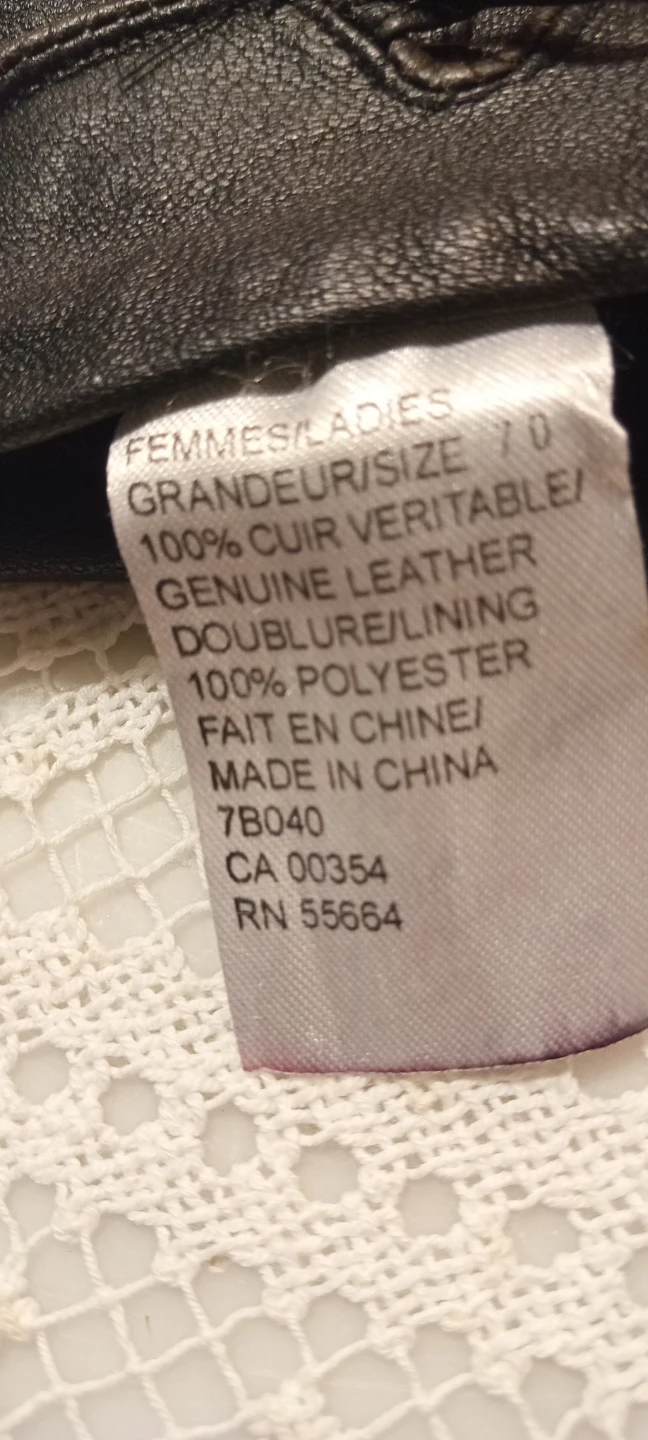 FEMMES/LADIES
GRANDEUR/SIZE
100% CUIR VERITABLE/
GENUINE LEATHER
DOUBLURE/LINING
100% POLYESTER
FAIT EN CHINE/
MADE IN CHINA
7B040
CA 00354
RN 55664